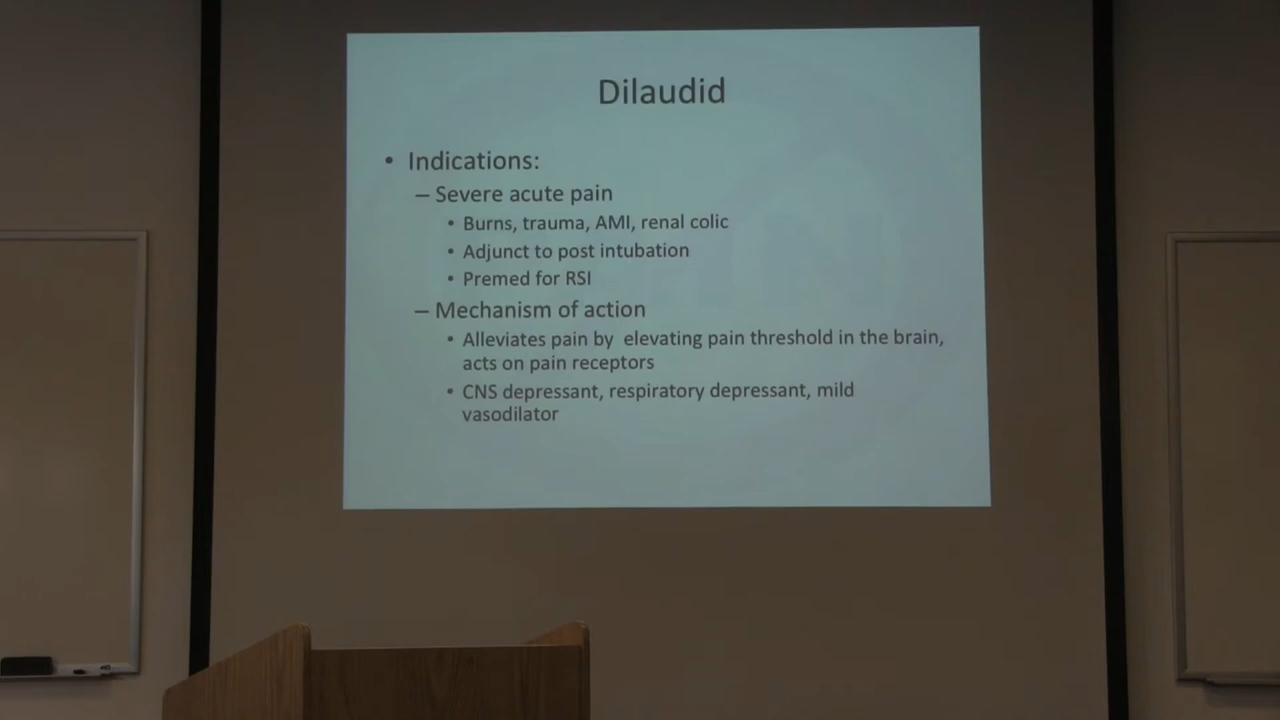 Dilaudid
• Indications:
– Severe acute pain
• Burns, trauma, AMI, renal colic
• Adjunct to post intubation
• Premed for RSI
– Mechanism of action
• Alleviates pain by elevating pain threshold in the brain,
acts on pain receptors
• CNS depressant, respiratory depressant, mild
vasodilator